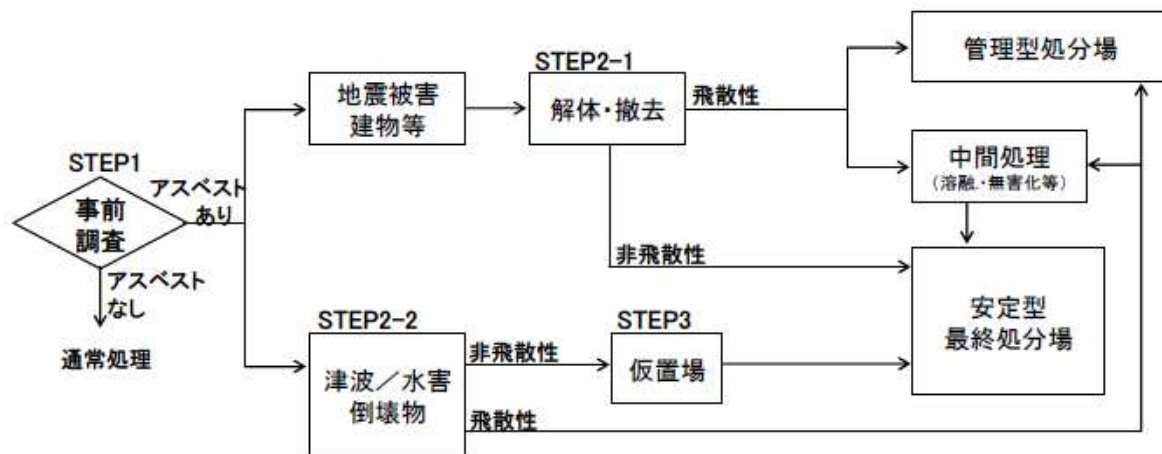 STEP1
事前
調査
アスベスト
あり
アスベスト
なし
通常処理
地震被害
建物等
STEP2-1
解体・撤去
飛散性
非飛散性
管理型処分場
中間処理
(溶融.・無害化等)
安定型
最終処分場
STEP2-2
津波／水害
倒壊物
非飛散性
飛散性
STEP3
仮置場